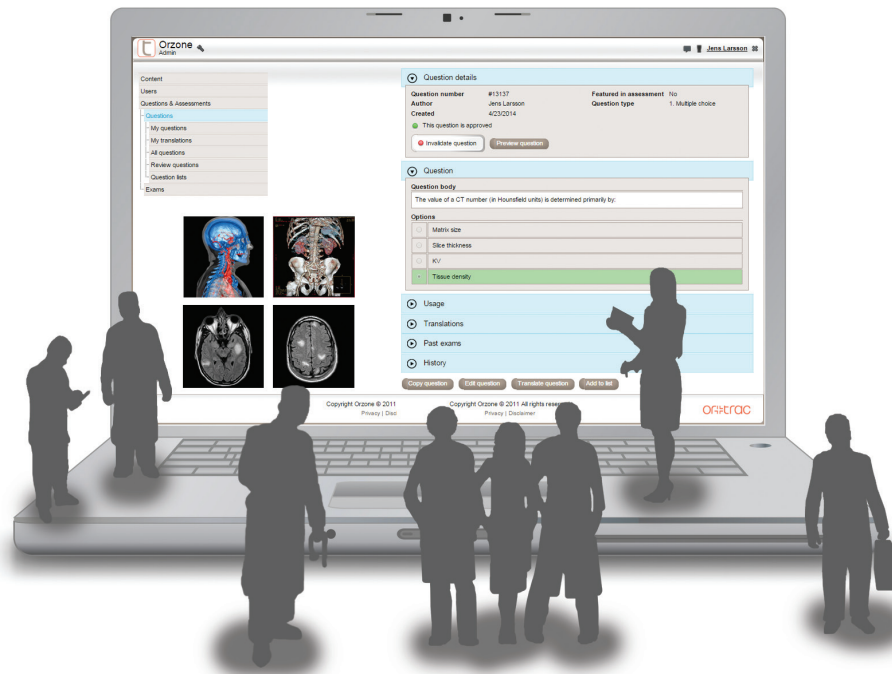 Orzone
Admin
Jens Larsson
Content
Users
Questions & Assessments
Questions
My questions
My translations
All questions
Review questions
Question lists
Exams
Question details
Question number #13137 Featured in assessment No
Author Jens Larsson Question type 1. Multiple choice
Created 4/23/2014
This question is approved
Invalidate question Preview question
Question
Question body
The value of a CT number (in Hounsfield units) is determined primarily by:
Options
Matrix size
Slice thickness
KV
Tissue density
Usage
Translations
Past exams
History
Copy question Edit question Translate question Add to list
Copyright Orzone © 2011 Copyright Orzone © 2011 All rights
Privacy | Privacy | Disclaimer